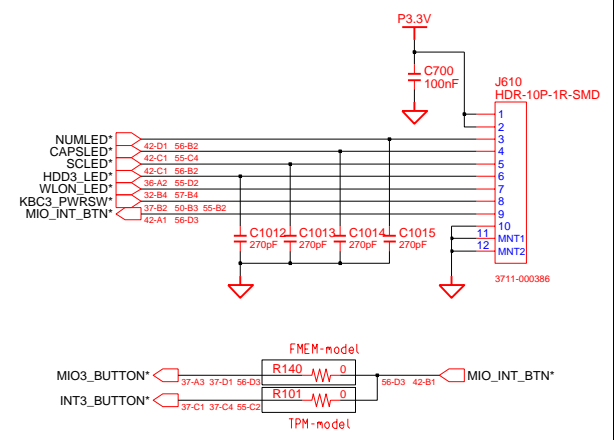 P3.3V
C700
100nF
J610
HDR-10P-1R-SMD
1
2
NUMLED* 3
42-D1 56-B2
CAPSLED* 4
42-C1 55-C4
SCLED* 5
42-C1 56-B2
HDD3_LED* 6
36-A2 55-D2
WLON_LED* 7
32-B4 57-B4
KBC3_PWRSW* 8
37-B2 50-B3 55-B2
MIO_INT_BTN* 9
42-A1 56-D3
10
11 MNT1
12 MNT2
C1012 C1013 C1014 C1015
270pF 270pF 270pF 270pF
3711-000386
FMEM-model
MIO3_BUTTON* R140 0 MIO_INT_BTN*
37-A3 37-D1 56-D3 56-D3 42-B1
INT3_BUTTON* R101 0
37-C1 37-C4 55-C2
TPM-model